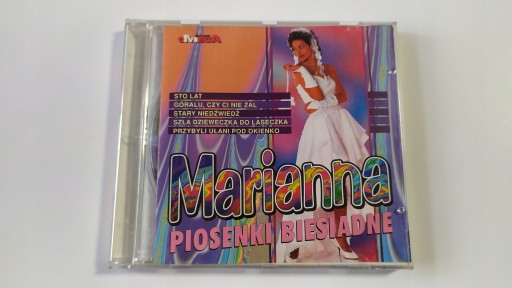 STO LAT
GÓRALU, CZY CI NIE ŻAL
STARY NIEDŹWIEDŹ
SZŁA DZIEWECZKA DO LASECZKA
PRZYBYLI UŁANI POD OKIENKO
Marianna
PIOSENKI BIESIADNE